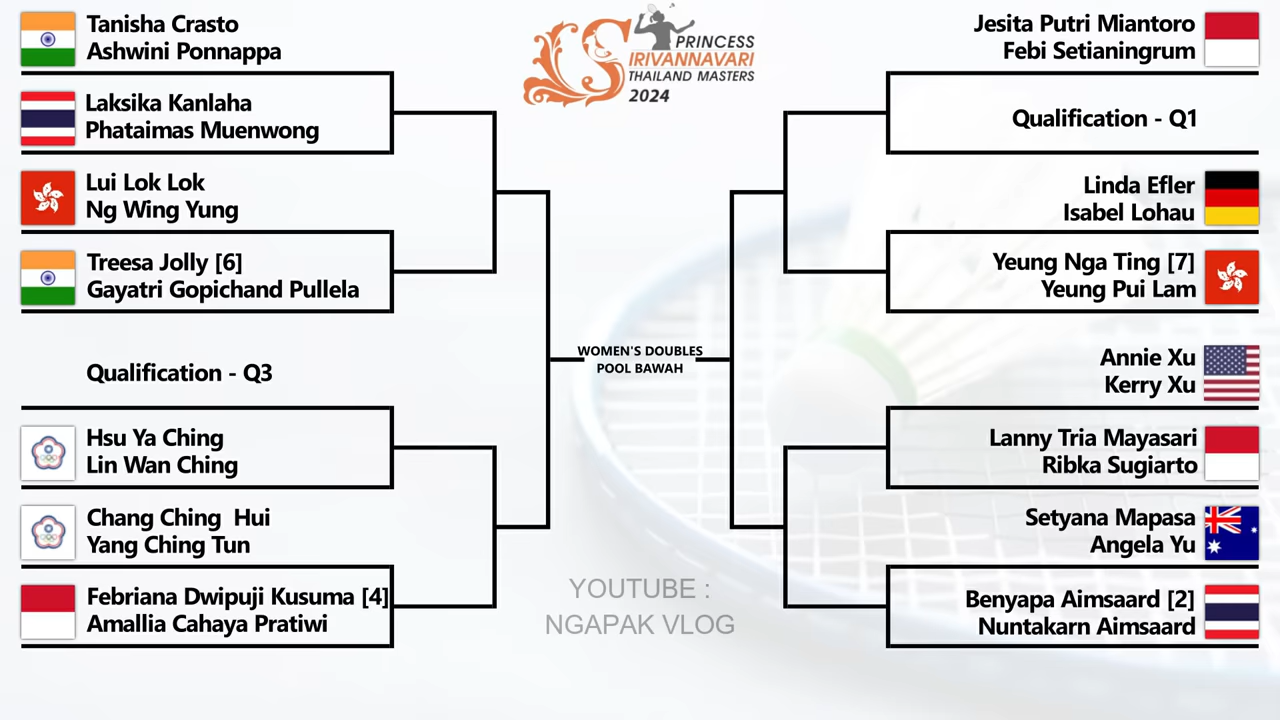 Tanisha Crasto
Ashwini Ponnappa
Laksika Kanlaha
Phataimas Muenwong
Lui Lok Lok
Ng Wing Yung
Treesa Jolly [6]
Gayatri Gopichand Pullela
Qualification - Q3
Hsu Ya Ching
Lin Wan Ching
Chang Ching  Hui
Yang Ching Tun
Febriana Dwipuji Kusuma [4]
Amallia Cahaya Pratiwi
PRINCESS
SIRIVANNAVARI
THAILAND MASTERS
2024
WOMEN'S DOUBLES
POOL BAWAH
YOUTUBE :
NGAPAK VLOG
Jesita Putri Miantoro
Febi Setianingrum
Qualification - Q1
Linda Efler
Isabel Lohau
Yeung Nga Ting [7]
Yeung Pui Lam
Annie Xu
Kerry Xu
Lanny Tria Mayasari
Ribka Sugiarto
Setyana Mapasa
Angela Yu
Benyapa Aimsaard [2]
Nuntakarn Aimsaard